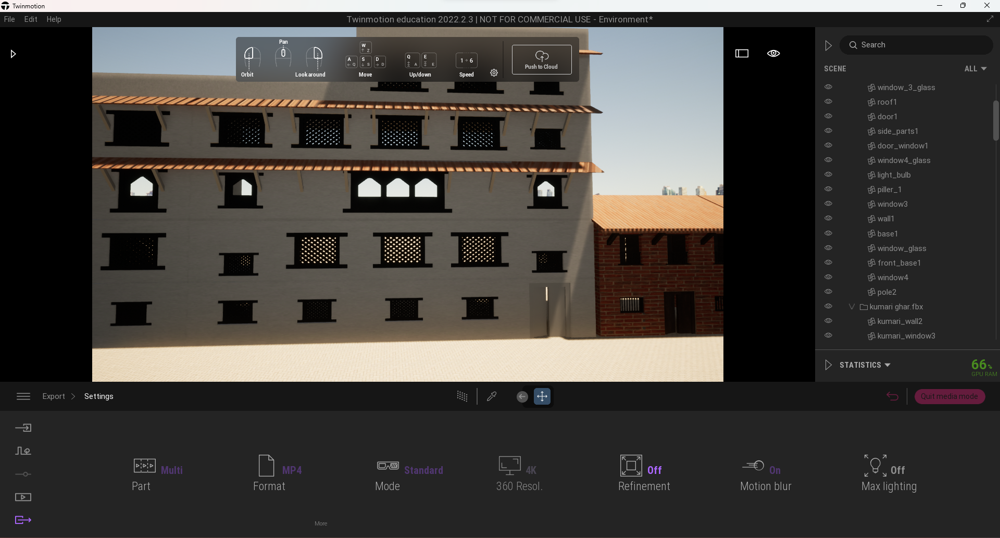 Twinmotion
File Edit Help
Twinmotion education 2022.2.3 | NOT FOR COMMERCIAL USE - Environment*
Pan
Orbit
Look around
W
Z
A
Q
S
S
D
D
Move
Q
A
E
E
Up/down
1 6
Speed
Push to Cloud
Search
SCENE
ALL
window_3_glass
roof1
door1
side_parts1
door_window1
window4_glass
light_bulb
piller_1
window3
wall1
base1
window_glass
front_base1
window4
pole2
kumari ghar.fbx
kumari_wall2
kumari_window3
STATISTICS
66%
GPU RAM
Export
Settings
Quit media mode
Multi
Part
MP4
Format
Standard
Mode
4K
360 Resol.
Off
Refinement
On
Motion blur
Off
Max lighting
More